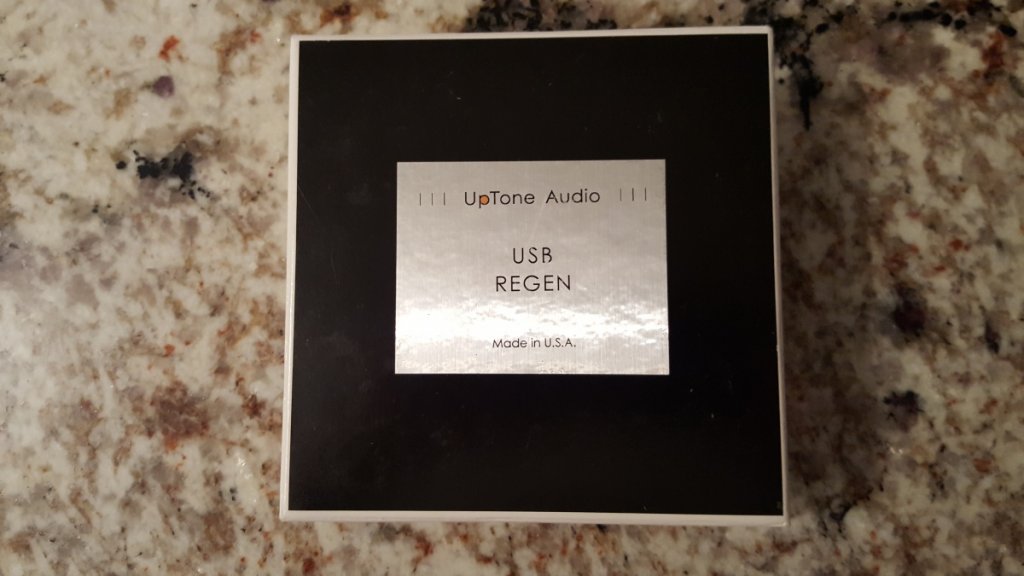 ||| UpTone Audio |||
USB
REGEN
Made in U.S.A.